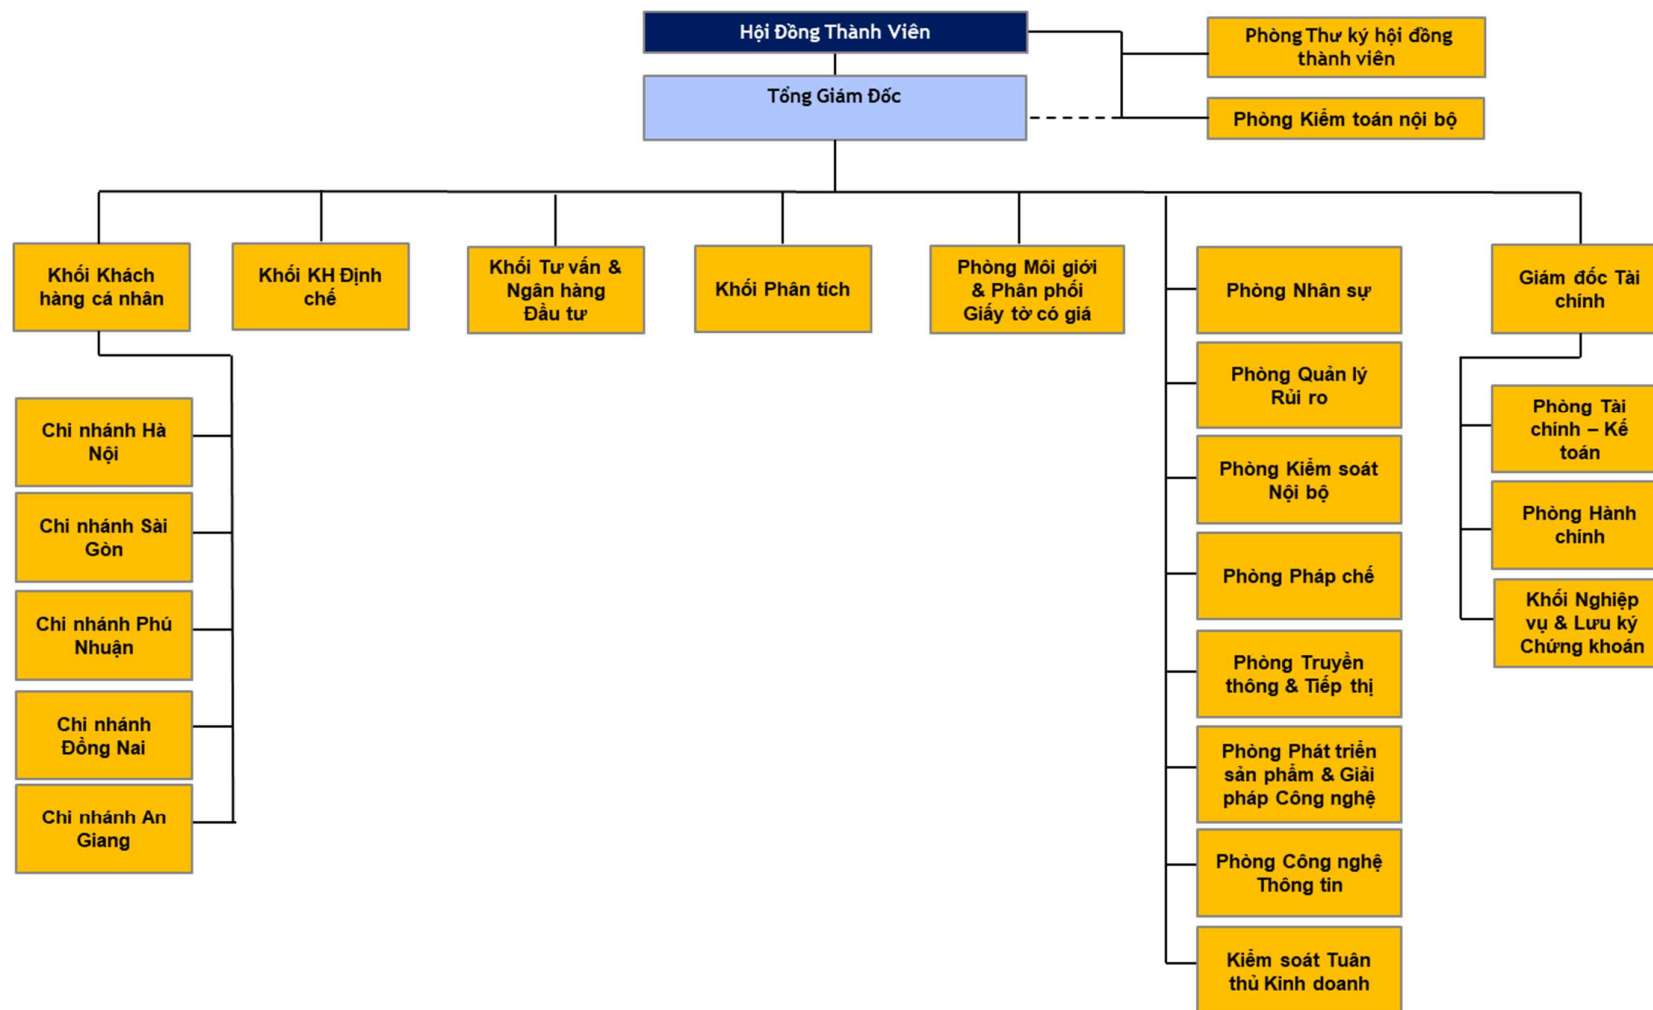 Hội Đồng Thành Viên
Phòng Thư ký hội đồng
thành viên
Tổng Giám Đốc
Phòng Kiểm toán nội bộ
Khối Khách
hàng cá nhân
Khối KH Định
chế
Khối Tư vấn &
Ngân hàng
Đầu tư
Khối Phân tích
Phòng Môi giới
& Phân phối
Giấy tờ có giá
Phòng Nhân sự
Giám đốc Tài
chính
Chi nhánh Hà
Nội
Chi nhánh Sài
Gòn
Chi nhánh Phú
Nhuận
Chi nhánh
Đồng Nai
Chi nhánh An
Giang
Phòng Quản lý
Rủi ro
Phòng Kiểm soát
Nội bộ
Phòng Pháp chế
Phòng Truyền
thông & Tiếp thị
Phòng Phát triển
sản phẩm & Giải
pháp Công nghệ
Phòng Công nghệ
Thông tin
Kiểm soát Tuân
thủ Kinh doanh
Phòng Tài
chính – Kế
toán
Phòng Hành
chính
Khối Nghiệp
vụ & Lưu ký
Chứng khoán